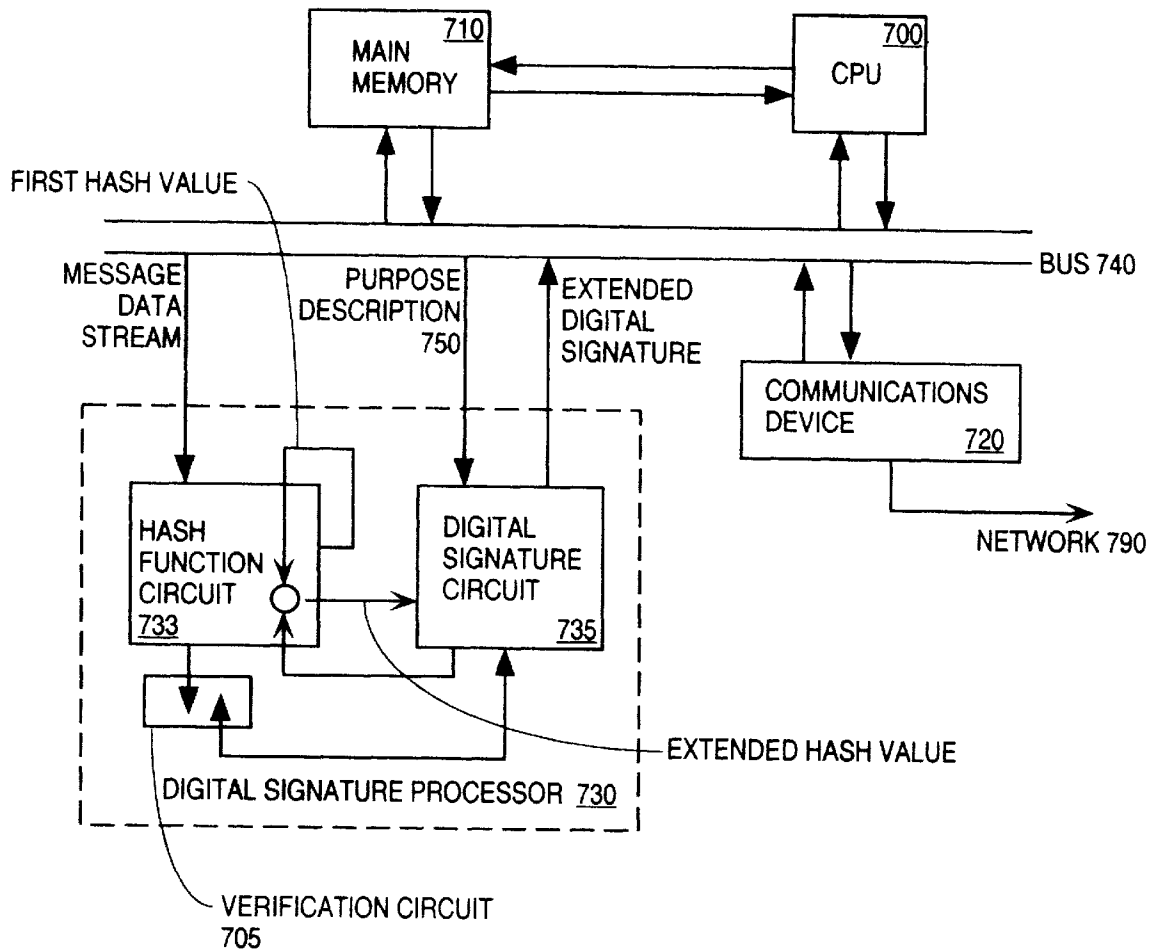 710
MAIN
MEMORY
700
CPU
FIRST HASH VALUE
BUS 740
MESSAGE
DATA
STREAM
PURPOSE
DESCRIPTION
750
EXTENDED
DIGITAL
SIGNATURE
COMMUNICATIONS
DEVICE
720
NETWORK 790
HASH
FUNCTION
CIRCUIT
733
DIGITAL
SIGNATURE
CIRCUIT
735
EXTENDED HASH VALUE
DIGITAL SIGNATURE PROCESSOR 730
VERIFICATION CIRCUIT
705